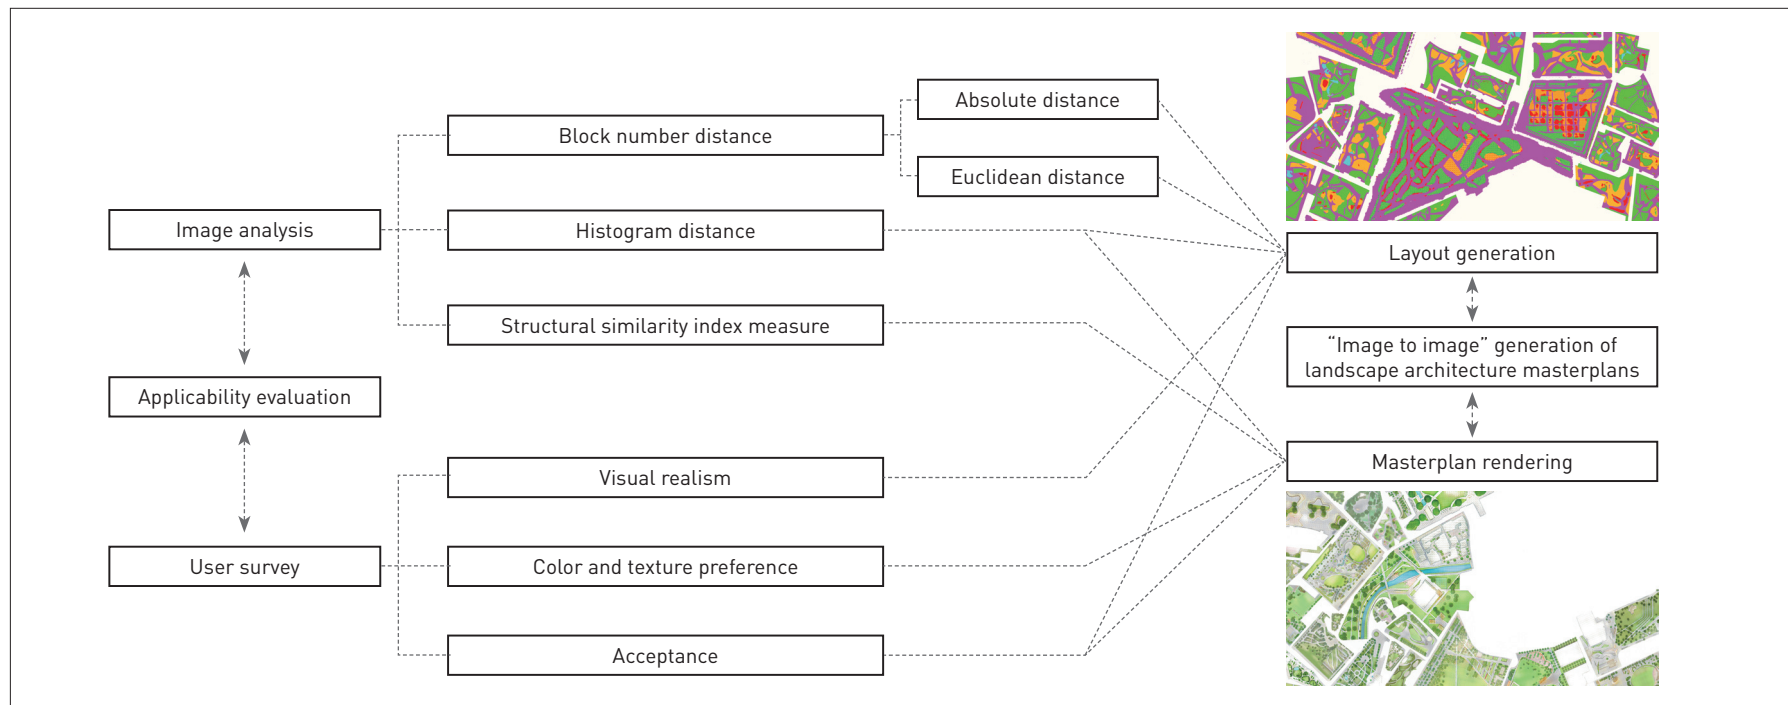 Absolute distance
Block number distance
Euclidean distance
Image analysis
Histogram distance
Layout generation
Structural similarity index measure
“Image to image” generation of
landscape architecture masterplans
Applicability evaluation
Masterplan rendering
Visual realism
User survey
Color and texture preference
Acceptance